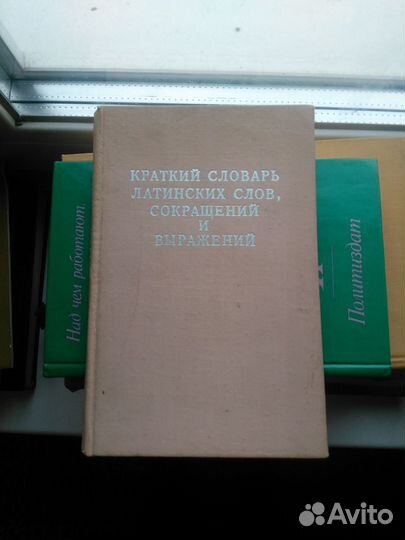 КРАТКИЙ СЛОВАРЬ
ЛАТИНСКИХ СЛОВ,
СОКРАЩЕНИЙ
И
ВЫРАЖЕНИЙ
Над чем работают,
Политиздат
Avito